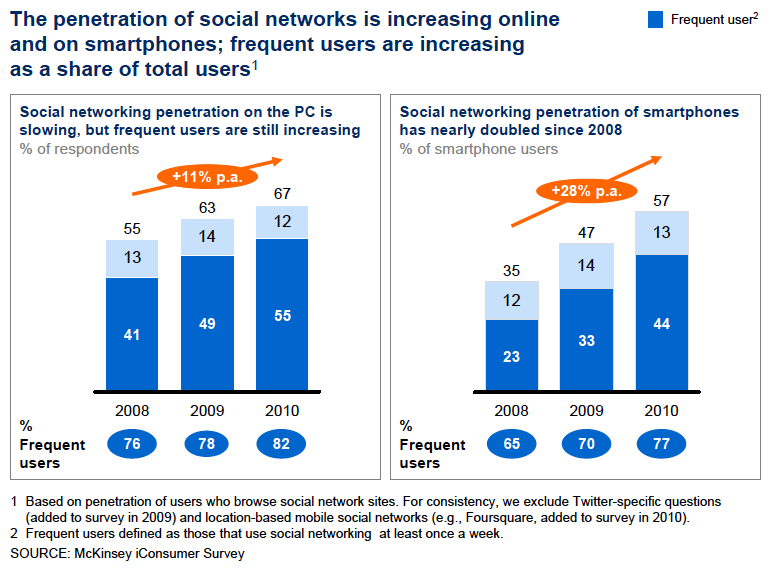 The penetration of social networks is increasing online
and on smartphones; frequent users are increasing
as a share of total users1
Frequent user2
Social networking penetration on the PC is
slowing, but frequent users are still increasing
% of respondents
+11% p.a.
55
63
67
13
14
12
41
49
55
2008
2009
2010
%
Frequent
users
76
78
82
Social networking penetration of smartphones
has nearly doubled since 2008
% of smartphone users
+28% p.a.
35
47
57
12
14
13
23
33
44
2008
2009
2010
%
Frequent
users
65
70
77
1 Based on penetration of users who browse social network sites. For consistency, we exclude Twitter-specific questions
(added to survey in 2009) and location-based mobile social networks (e.g., Foursquare, added to survey in 2010).
2 Frequent users defined as those that use social networking at least once a week.
SOURCE: McKinsey iConsumer Survey